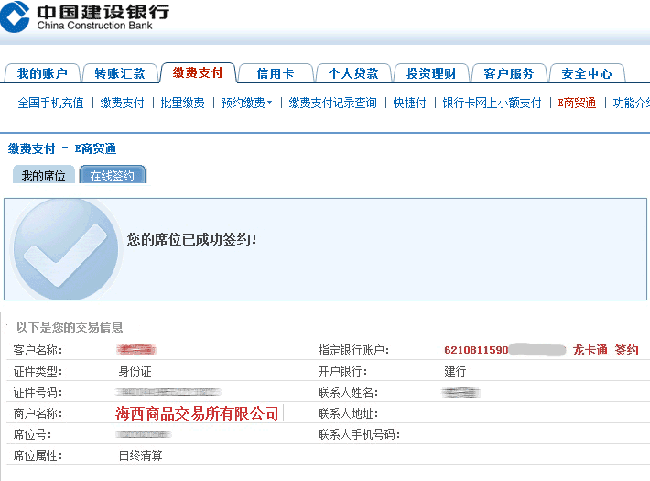 中国建设银行
China Construction Bank
我的账户 转账汇款 缴费支付 信用卡 个人贷款 投资理财 客户服务 安全中心
全国手机充值 | 缴费支付 | 批量缴费 | 预约缴费 | 缴费支付记录查询 | 快捷付 | 银行卡网上小额支付 | E商贸通 | 功能介
缴费支付 - E商贸通
我的席位 在线签约
您的席位已成功签约!
以下是您的交易信息
客户名称: 指定银行账户: 6210811590 龙卡通 签约
证件类型: 身份证 开户银行: 建行
证件号码: 联系人姓名:
商户名称: 海西商品交易所有限公司 联系人地址:
席位号: 联系人手机号码:
席位属性: 日终清算